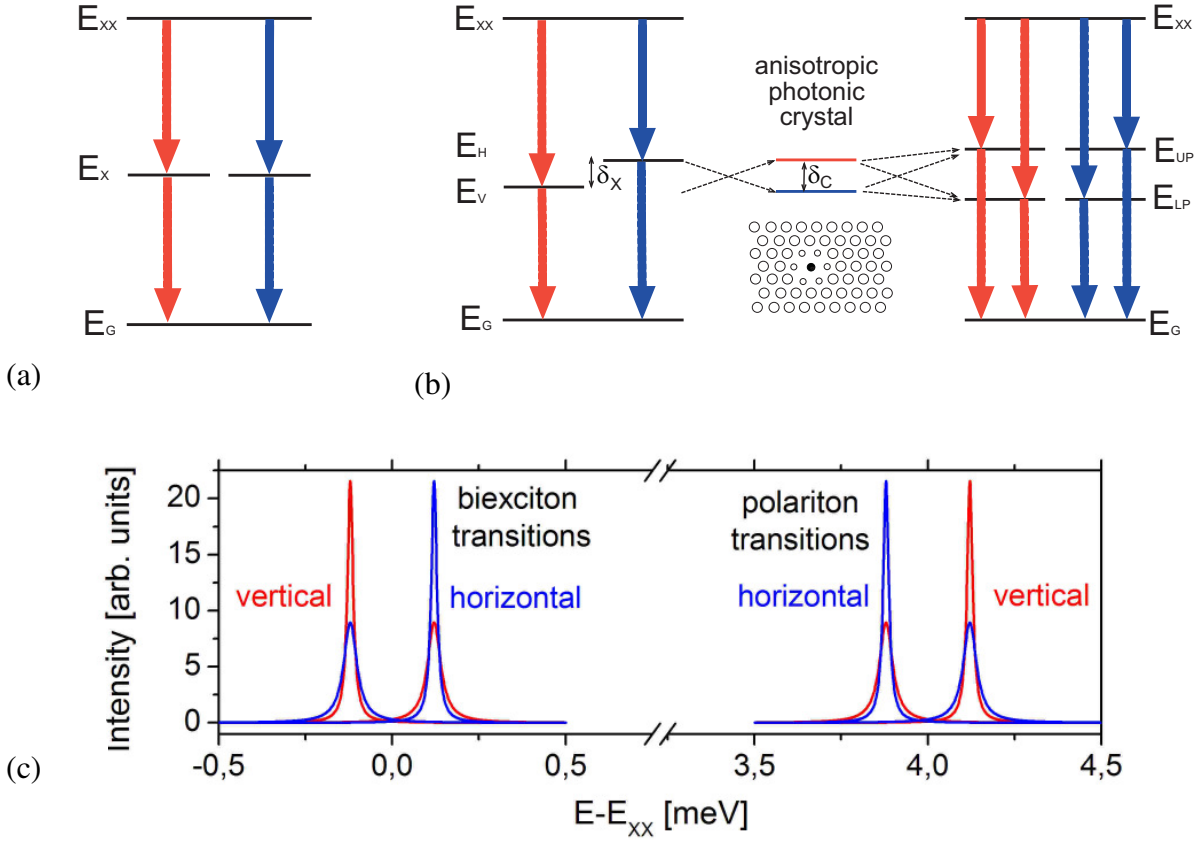 E_XX
E_X
E_G
(a)
E_XX
E_H
E_V
δ_X
E_G
anisotropic
photonic
crystal
δ_C
E_XX
E_UP
E_LP
E_G
(b)
Intensity [arb. units]
20
15
10
5
0
biexciton
transitions
vertical
horizontal
polariton
transitions
horizontal
vertical
-0,5
0,0
0,5
3,5
4,0
4,5
E-E_XX [meV]
(c)